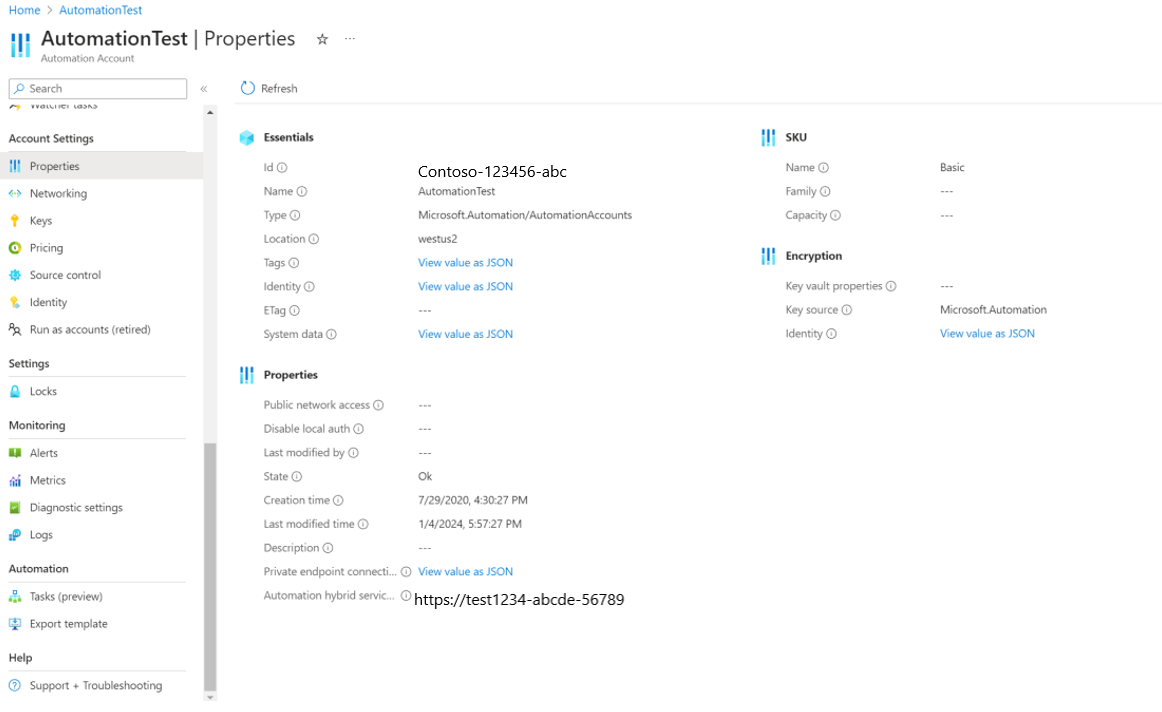 Home > AutomationTest
AutomationTest | Properties
Automation Account
Search
Refresh
Watcher tasks
Account Settings
Properties
Networking
Keys
Pricing
Source control
Identity
Run as accounts (retired)
Settings
Locks
Monitoring
Alerts
Metrics
Diagnostic settings
Logs
Automation
Tasks (preview)
Export template
Help
Support + Troubleshooting
Essentials
Id Contoso-123456-abc
Name AutomationTest
Type Microsoft.Automation/AutomationAccounts
Location westus2
Tags View value as JSON
Identity View value as JSON
ETag ---
System data View value as JSON
Properties
Public network access ---
Disable local auth ---
Last modified by ---
State Ok
Creation time 7/29/2020, 4:30:27 PM
Last modified time 1/4/2024, 5:57:27 PM
Description ---
Private endpoint connecti... View value as JSON
Automation hybrid servic... https://test1234-abcde-56789
SKU
Name Basic
Family ---
Capacity ---
Encryption
Key vault properties ---
Key source Microsoft.Automation
Identity View value as JSON